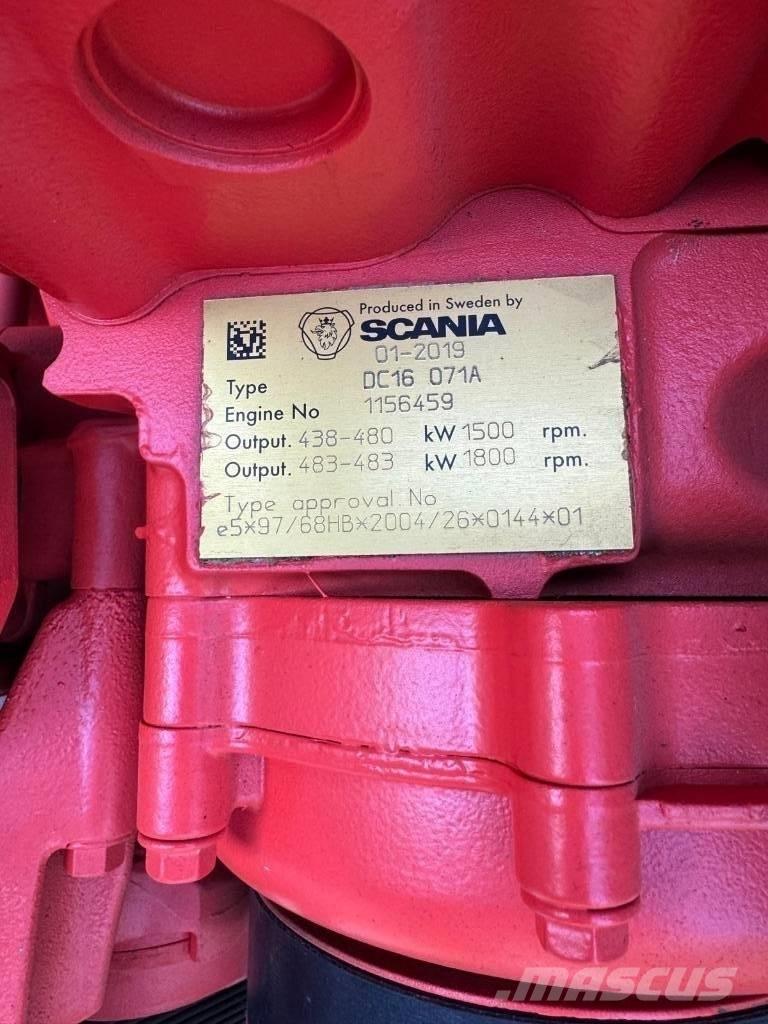 Produced in Sweden by
SCANIA
01-2019
Type DC16 071A
Engine No 1156459
Output. 438-480 kW 1500 rpm.
Output. 483-483 kW 1800 rpm.
Type approval No
e5*97/68HB*2004/26*0144*01
mascus